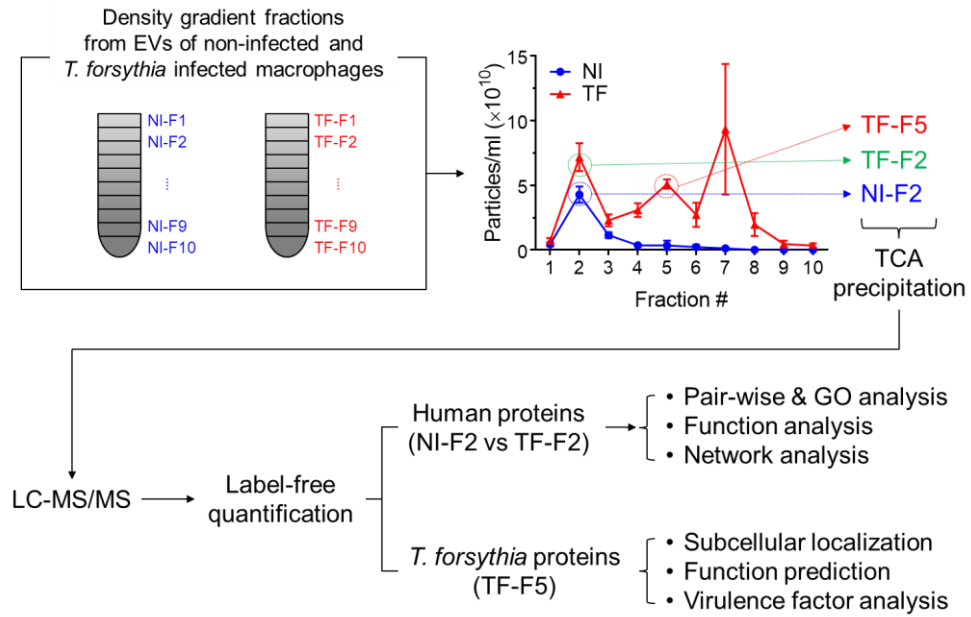 Density gradient fractions
from EVs of non-infected and
T. forsythia infected macrophages
NI-F1
NI-F2
NI-F9
NI-F10
TF-F1
TF-F2
TF-F9
TF-F10
Particles/ml (×10¹⁰)
15
10
5
0
NI
TF
1 2 3 4 5 6 7 8 9 10
Fraction #
TF-F5
TF-F2
NI-F2
TCA
precipitation
LC-MS/MS
Label-free
quantification
Human proteins
(NI-F2 vs TF-F2)
• Pair-wise & GO analysis
• Function analysis
• Network analysis
T. forsythia proteins
(TF-F5)
• Subcellular localization
• Function prediction
• Virulence factor analysis